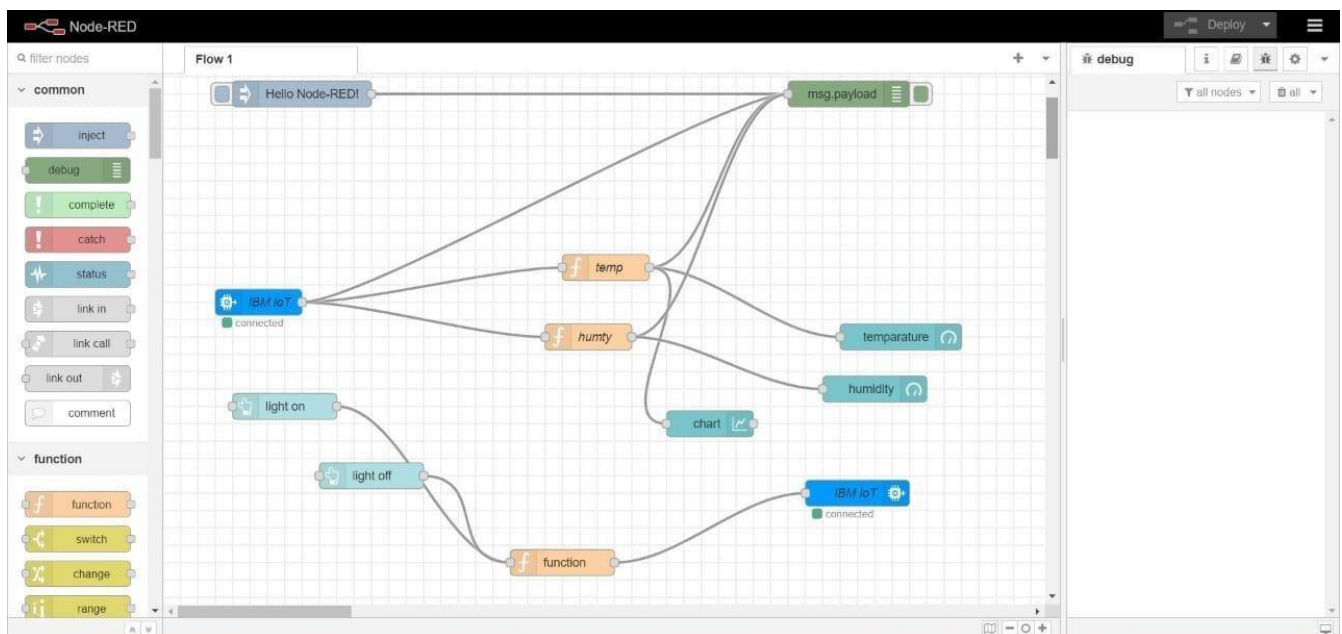 Node-RED
Deploy
filter nodes
Flow 1
debug
i
all nodes
all
common
inject
debug
complete
catch
status
link in
link call
link out
comment
function
function
switch
change
range
Hello Node-RED!
msg.payload
temp
IBM IoT
connected
humty
temparature
humidity
light on
chart
light off
IBM IoT
connected
function